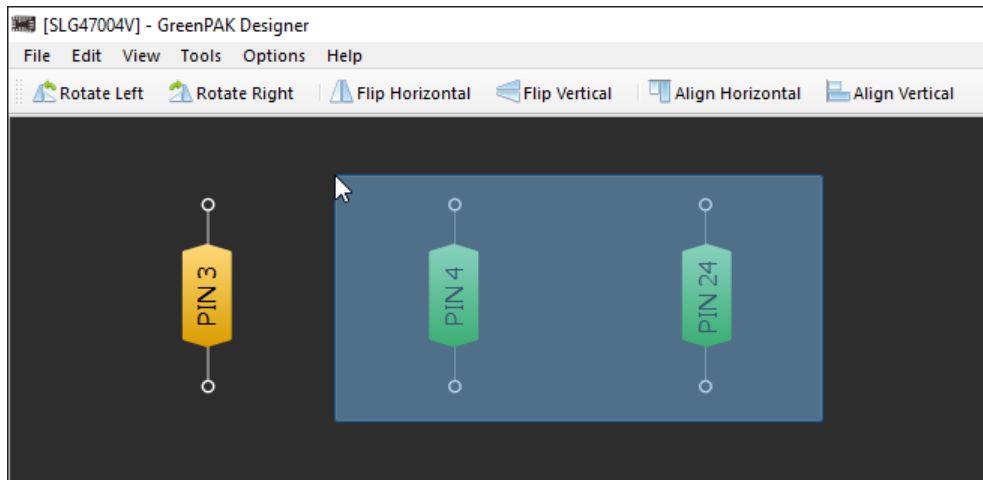 [SLG47004V] - GreenPAK Designer
File Edit View Tools Options Help
Rotate Left Rotate Right Flip Horizontal Flip Vertical Align Horizontal Align Vertical
PIN 3 PIN 4 PIN 24